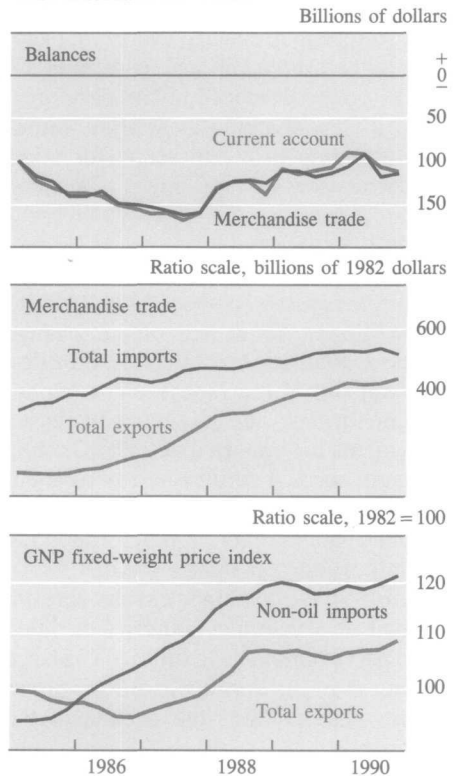 Billions of dollars
Balances
+
0
–
50
Current account
100
150
Merchandise trade
Ratio scale, billions of 1982 dollars
Merchandise trade
600
Total imports
400
Total exports
Ratio scale, 1982 = 100
GNP fixed-weight price index
120
Non-oil imports
110
100
Total exports
1986 1988 1990